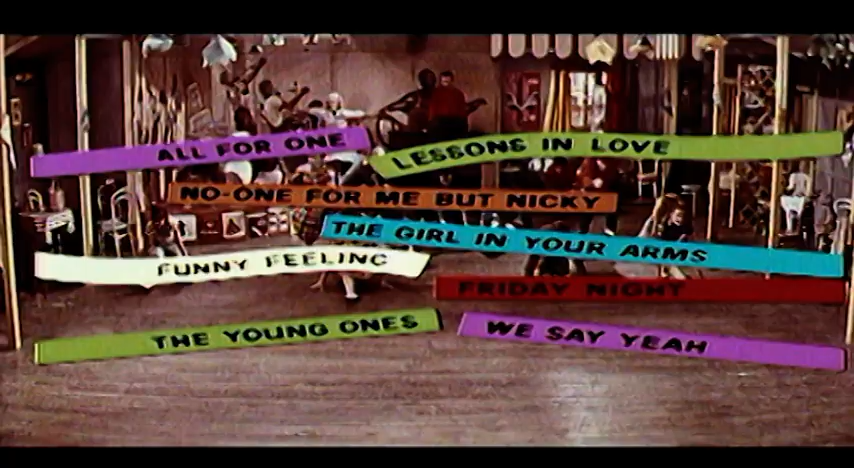 ALL FOR ONE
LESSONS IN LOVE
NO-ONE FOR ME BUT NICKY
THE GIRL IN YOUR ARMS
FUNNY FEELING
FRIDAY NIGHT
THE YOUNG ONES
WE SAY YEAH